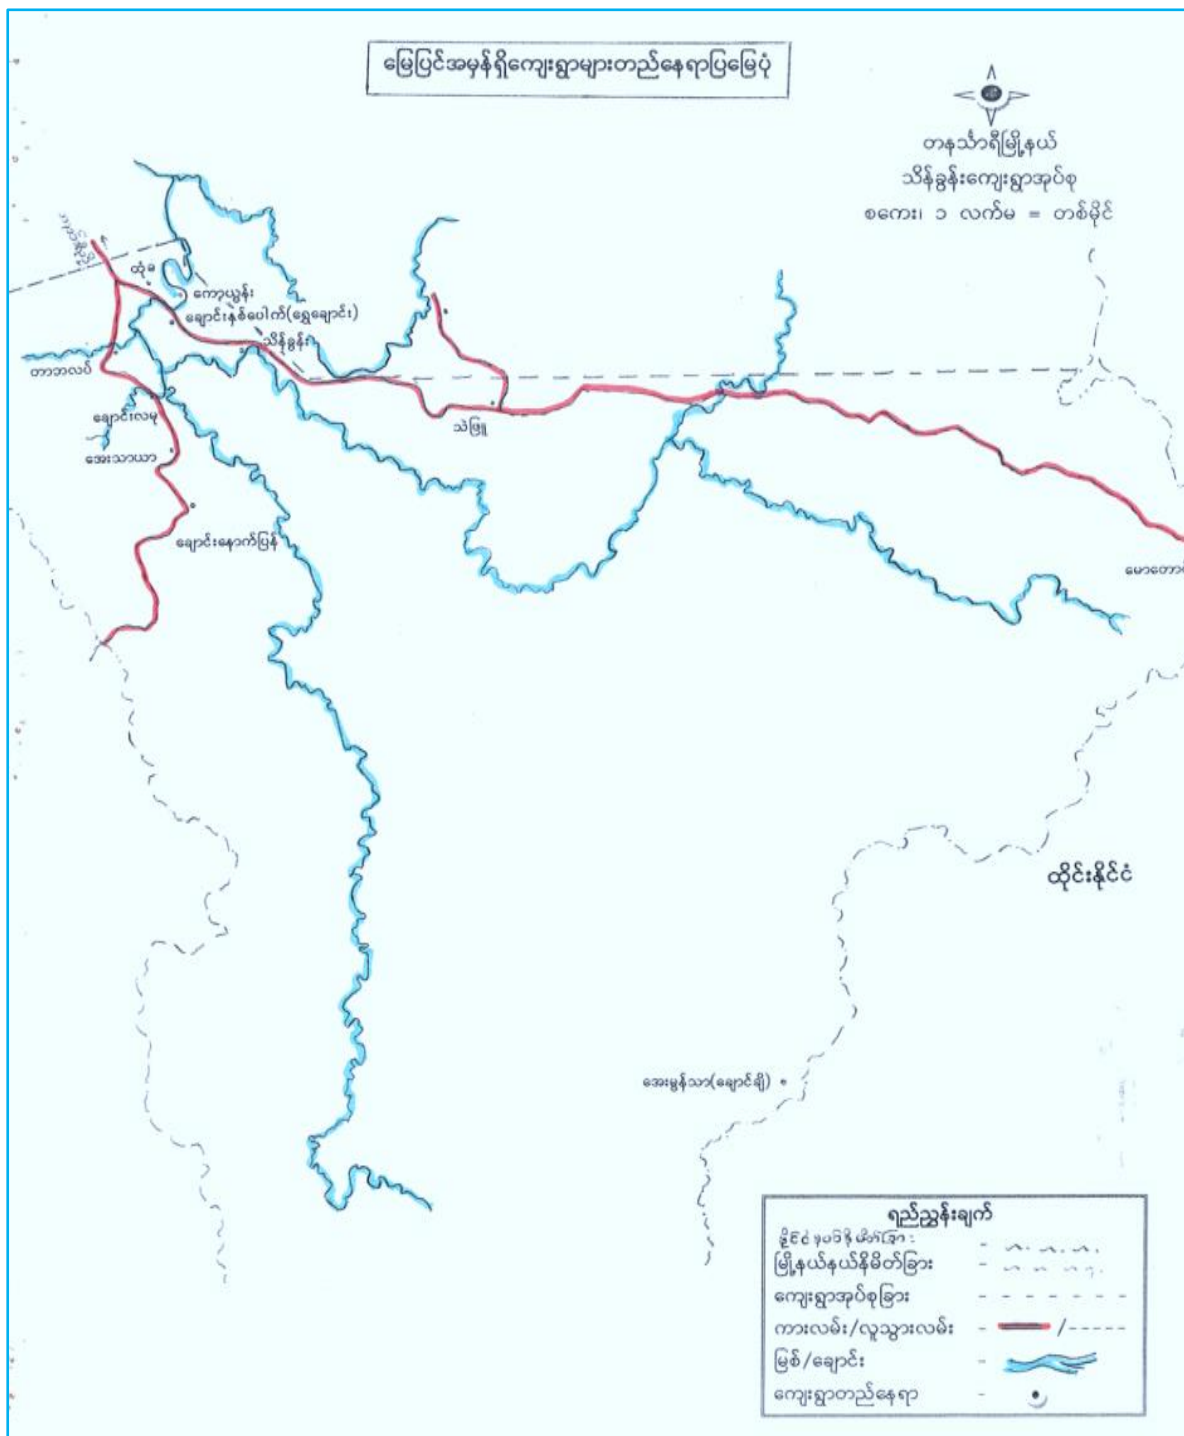 မြေပြင်အမှန်ရှိကျေးရွာများတည်နေရာပြမြေပုံ
တနင်္သာရီမြို့နယ်
သိန်ခွန်းကျေးရွာအုပ်စု
စကေး၊ ၁ လက်မ = တစ်မိုင်
ထုံခ
ကော့ယွန်း
ချောင်းနှစ်ပေါက်(ရွှေချောင်း)
သိန်ခွန်း
တာဘလပ်
ချောင်းလမု
သဲဖြူ
အေးသာယာ
ချောင်းနောက်ပြန်
မောတောင်
ထိုင်းနိုင်ငံ
အေးမွန်သာ(ချောင်ချီ)
ရည်ညွှန်းချက်
မြို့နယ်နယ်နိမိတ်ခြား -
ကျေးရွာအုပ်စုခြား -
ကားလမ်း/လူသွားလမ်း - /
မြစ်/ချောင်း -
ကျေးရွာတည်နေရာ -